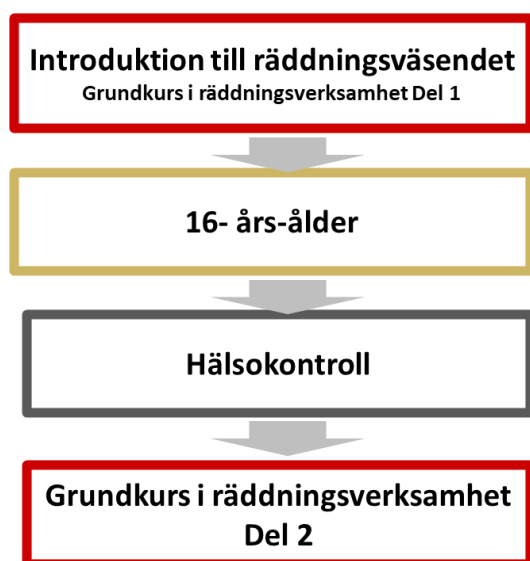 Introduktion till räddningsväsendet
Grundkurs i räddningsverksamhet Del 1
16- års-ålder
Hälsokontroll
Grundkurs i räddningsverksamhet
Del 2